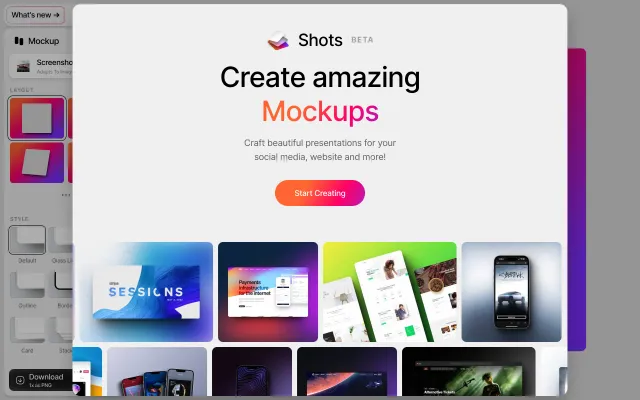 What's new →
Mockup
Screensho
LAYOUT
STYLE
Default
Glass Li
Outline
Borde
Card
Stack
Download
1x as PNG
Shots BETA
Create amazing
Mockups
Craft beautiful presentations for your
social media, website and more!
Start Creating
stripe
SESSIONS
Payments
infrastructure
for the internet